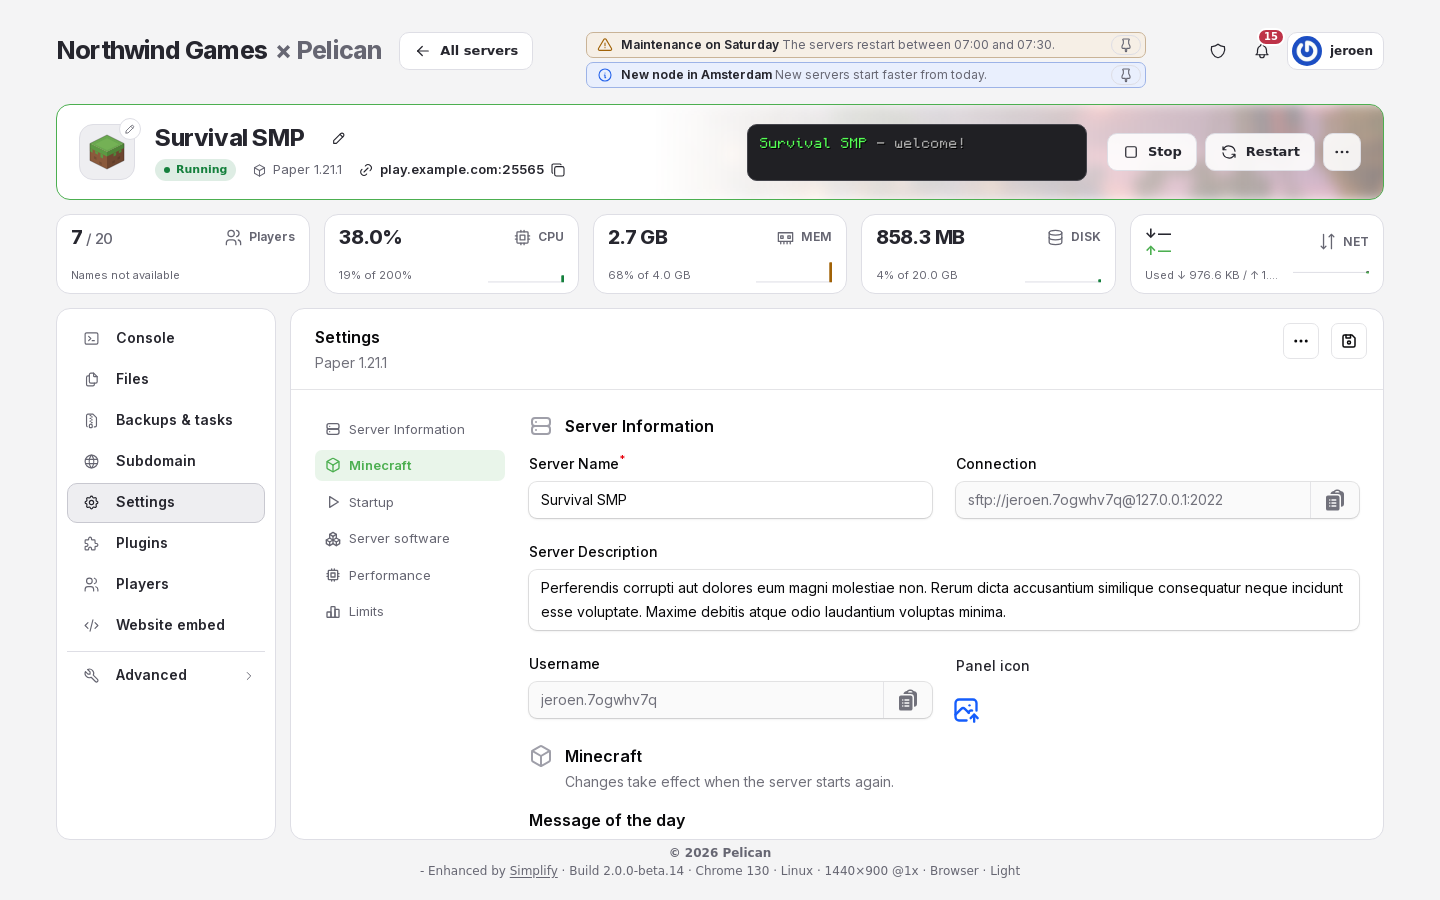 Northwind Games × Pelican
All servers
Maintenance on Saturday The servers restart between 07:00 and 07:30.
New node in Amsterdam New servers start faster from today.
15
jeroen
Survival SMP
Running
Paper 1.21.1
play.example.com:25565
Survival SMP - welcome!
Stop
Restart
7 / 20
Players
Names not available
38.0%
CPU
19% of 200%
2.7 GB
MEM
68% of 4.0 GB
858.3 MB
DISK
4% of 20.0 GB
↓—
↑—
NET
Used ↓ 976.6 KB / ↑ 1....
Console
Files
Backups & tasks
Subdomain
Settings
Plugins
Players
Website embed
Advanced
Settings
Paper 1.21.1
Server Information
Minecraft
Startup
Server software
Performance
Limits
Server Information
Server Name*
Survival SMP
Connection
sftp://jeroen.7ogwhv7q@127.0.0.1:2022
Server Description
Perferendis corrupti aut dolores eum magni molestiae non. Rerum dicta accusantium similique consequatur neque incidunt
esse voluptate. Maxime debitis atque odio laudantium voluptas minima.
Username
jeroen.7ogwhv7q
Panel icon
Minecraft
Changes take effect when the server starts again.
Message of the day
© 2026 Pelican
- Enhanced by Simplify · Build 2.0.0-beta.14 · Chrome 130 · Linux · 1440×900 @1x · Browser · Light